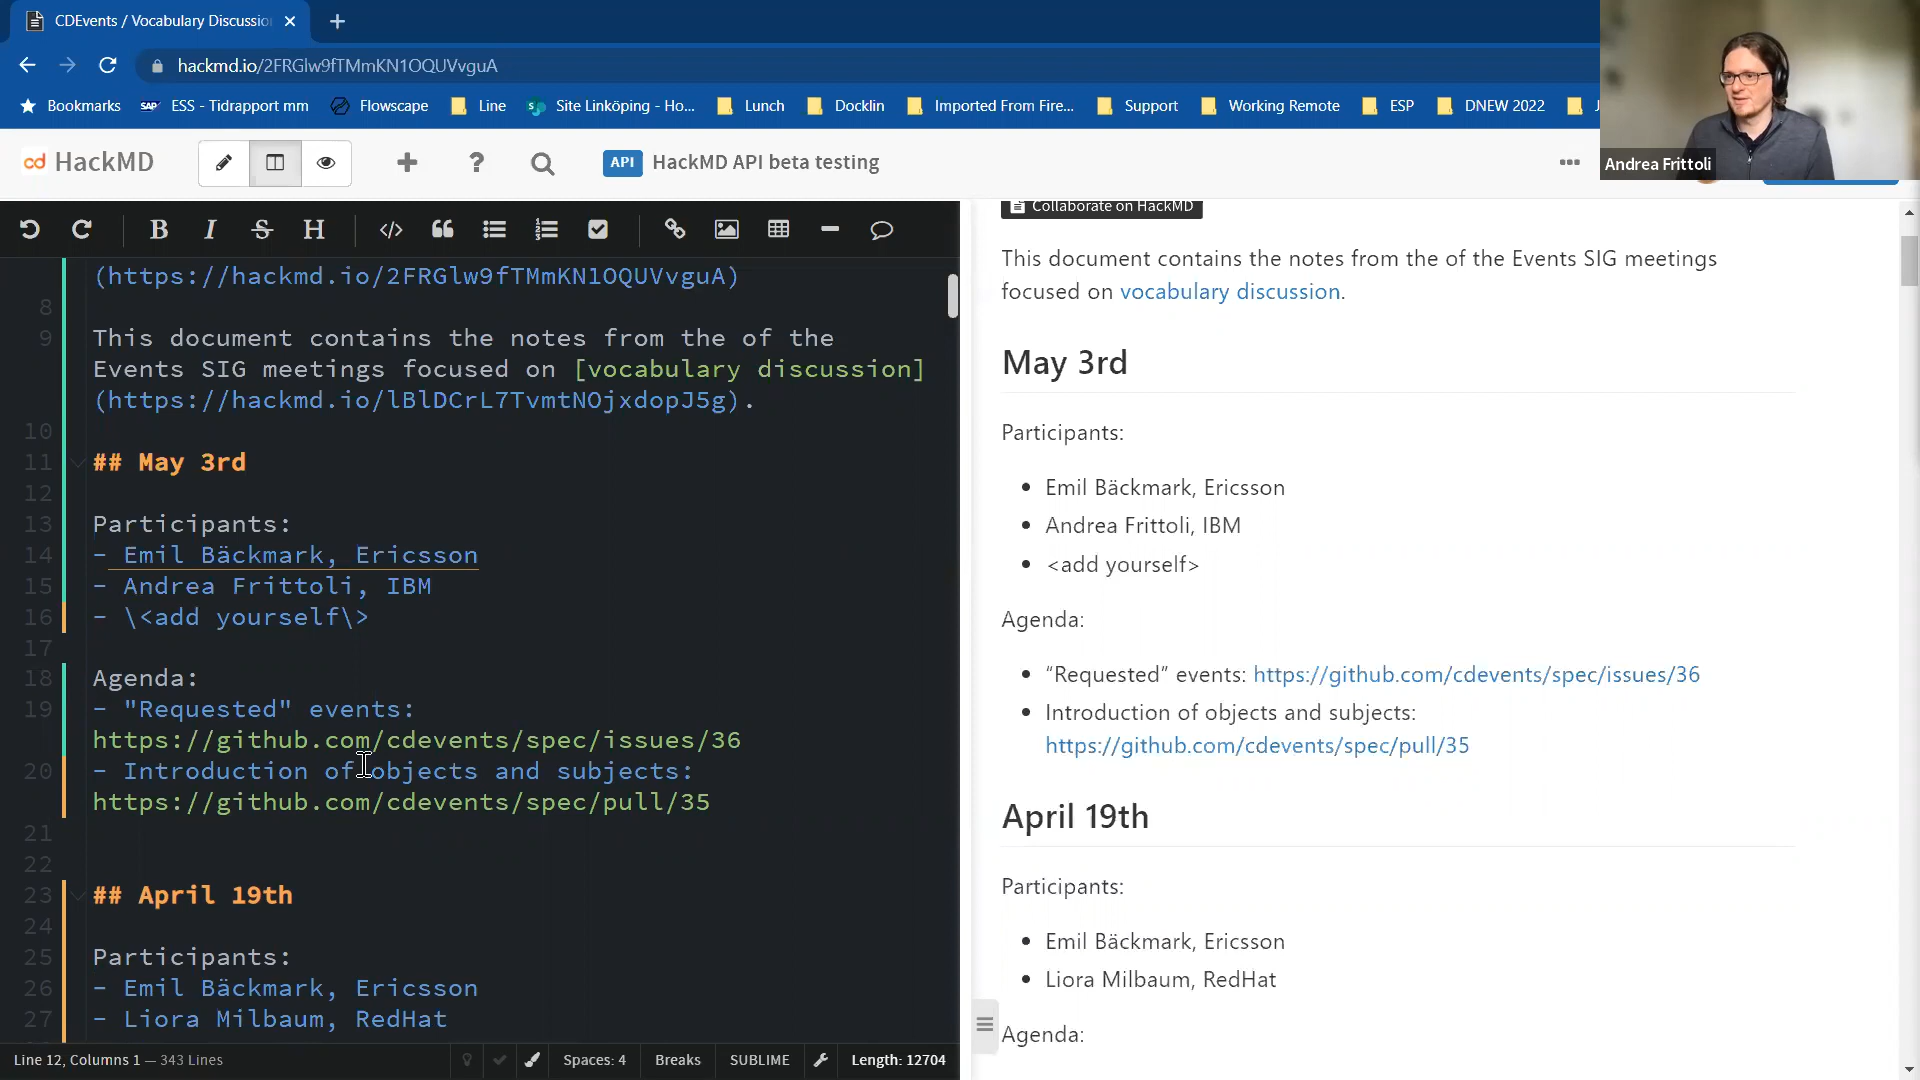 CDEvents / Vocabulary Discussio
hackmd.io/2FRGlw9fTMmKN1OQUVvguA
Bookmarks
SAP
ESS - Tidrapport mm
Flowscape
Line
Site Linköping - Ho...
Lunch
Docklin
Imported From Fire...
Support
Working Remote
ESP
DNEW 2022
J
Andrea Frittoli
cd HackMD
API
HackMD API beta testing
B I S H
(https://hackmd.io/2FRGlw9fTMmKN1OQUVvguA)
8
9 This document contains the notes from the of the
Events SIG meetings focused on [vocabulary discussion]
(https://hackmd.io/lBlDCrL7TvmtNOjxdopJ5g).
10
11 ## May 3rd
12
13 Participants:
14 - Emil Bäckmark, Ericsson
15 - Andrea Frittoli, IBM
16 - \<add yourself\>
17
18 Agenda:
19 - "Requested" events:
https://github.com/cdevents/spec/issues/36
20 - Introduction of objects and subjects:
https://github.com/cdevents/spec/pull/35
21
22
23 ## April 19th
24
25 Participants:
26 - Emil Bäckmark, Ericsson
27 - Liora Milbaum, RedHat
Line 12, Columns 1 — 343 Lines
Spaces: 4
Breaks
SUBLIME
Length: 12704
Collaborate on HackMD
This document contains the notes from the of the Events SIG meetings
focused on vocabulary discussion.
May 3rd
Participants:
• Emil Bäckmark, Ericsson
• Andrea Frittoli, IBM
• <add yourself>
Agenda:
• “Requested” events: https://github.com/cdevents/spec/issues/36
• Introduction of objects and subjects:
https://github.com/cdevents/spec/pull/35
April 19th
Participants:
• Emil Bäckmark, Ericsson
• Liora Milbaum, RedHat
Agenda: